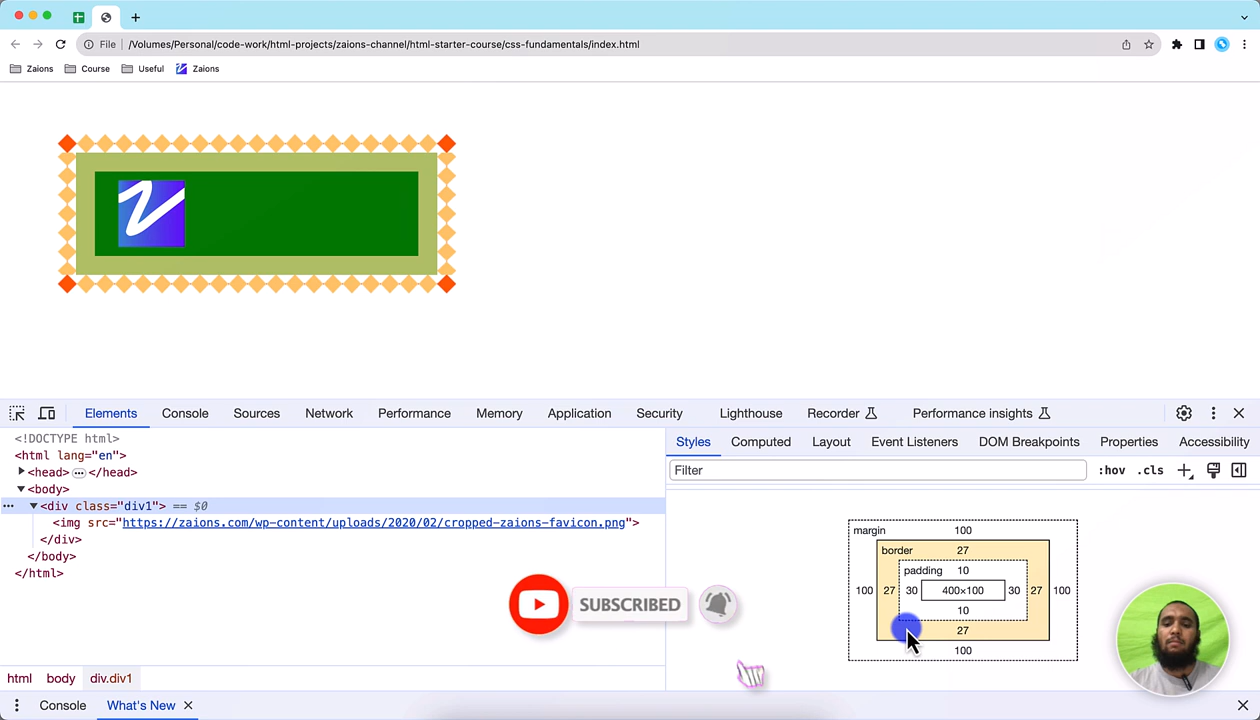 File /Volumes/Personal/code-work/html-projects/zaions-channel/html-starter-course/css-fundamentals/index.html
Zaions Course Useful Zaions
Elements Console Sources Network Performance Memory Application Security Lighthouse Recorder Performance insights
<!DOCTYPE html>
<html lang="en">
<head> ••• </head>
<body>
••• <div class="div1"> == $0
<img src="https://zaions.com/wp-content/uploads/2020/02/cropped-zaions-favicon.png">
</div>
</body>
</html>
html body div.div1
Styles Computed Layout Event Listeners DOM Breakpoints Properties Accessibility
Filter :hov .cls
margin 100
border 27
padding 10
100 27 30 400×100 30 27 100
10
27
100
SUBSCRIBED
Console What's New